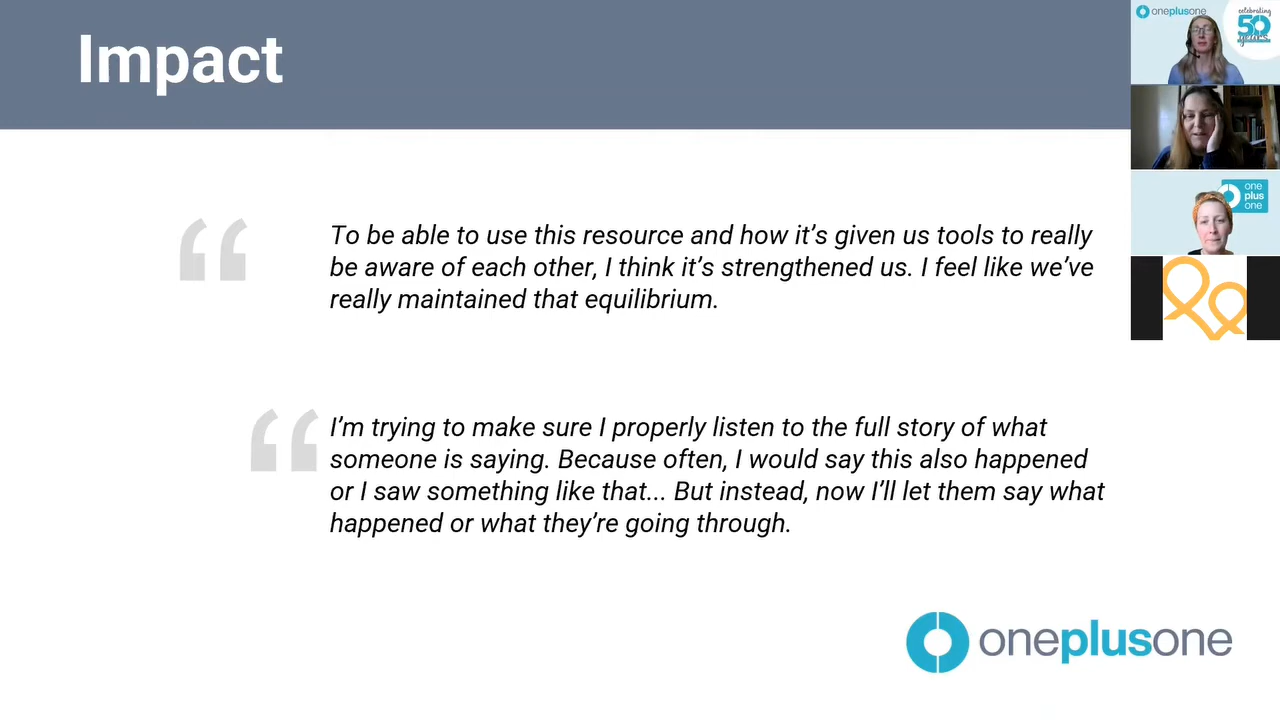 Impact
To be able to use this resource and how it’s given us tools to really
be aware of each other, I think it’s strengthened us. I feel like we’ve
really maintained that equilibrium.
I’m trying to make sure I properly listen to the full story of what
someone is saying. Because often, I would say this also happened
or I saw something like that... But instead, now I’ll let them say what
happened or what they’re going through.
oneplusone
oneplusone
celebrating
50
years
one
plus
one